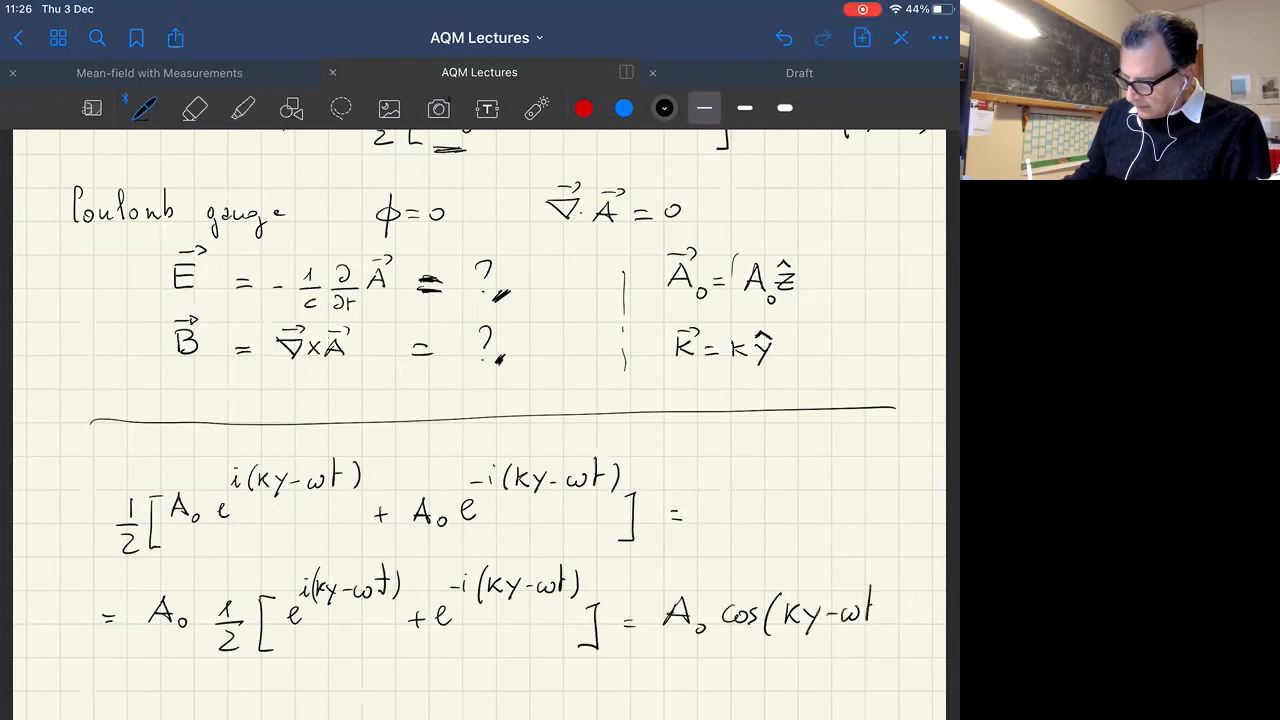 11:26 Thu 3 Dec 44%
AQM Lectures
Mean-field with Measurements AQM Lectures Draft
Coulomb gauge φ=0 ∇⃗·A⃗ = 0
E⃗ = - 1/c ∂/∂t A⃗ = ? A⃗₀ = A₀ ẑ
B⃗ = ∇⃗×A⃗ = ? K⃗ = k ŷ
1/2 [ A₀ e^{i(ky-ωt)} + A₀ e^{-i(ky-ωt)} ] =
= A₀ 1/2 [ e^{i(ky-ωt)} + e^{-i(ky-ωt)} ] = A₀ cos(ky-ωt